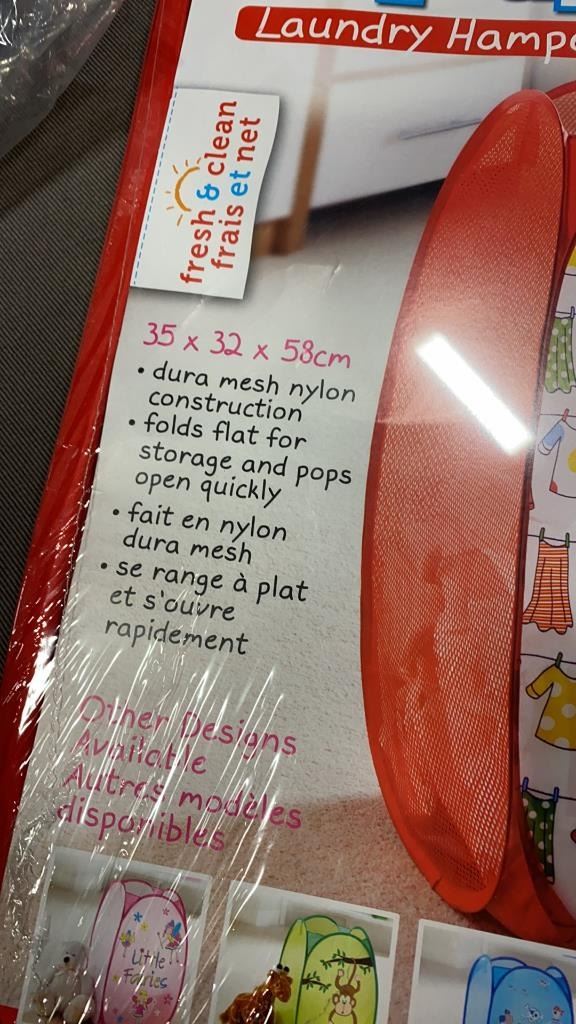 Laundry Hampe
fresh & clean
frais et net
35 x 32 x 58cm
• dura mesh nylon
construction
• folds flat for
storage and pops
open quickly
• fait en nylon
dura mesh
• se range à plat
et s'ouvre
rapidement
Other Designs
Available
Autres modèles
disponibles
Little
Fairies